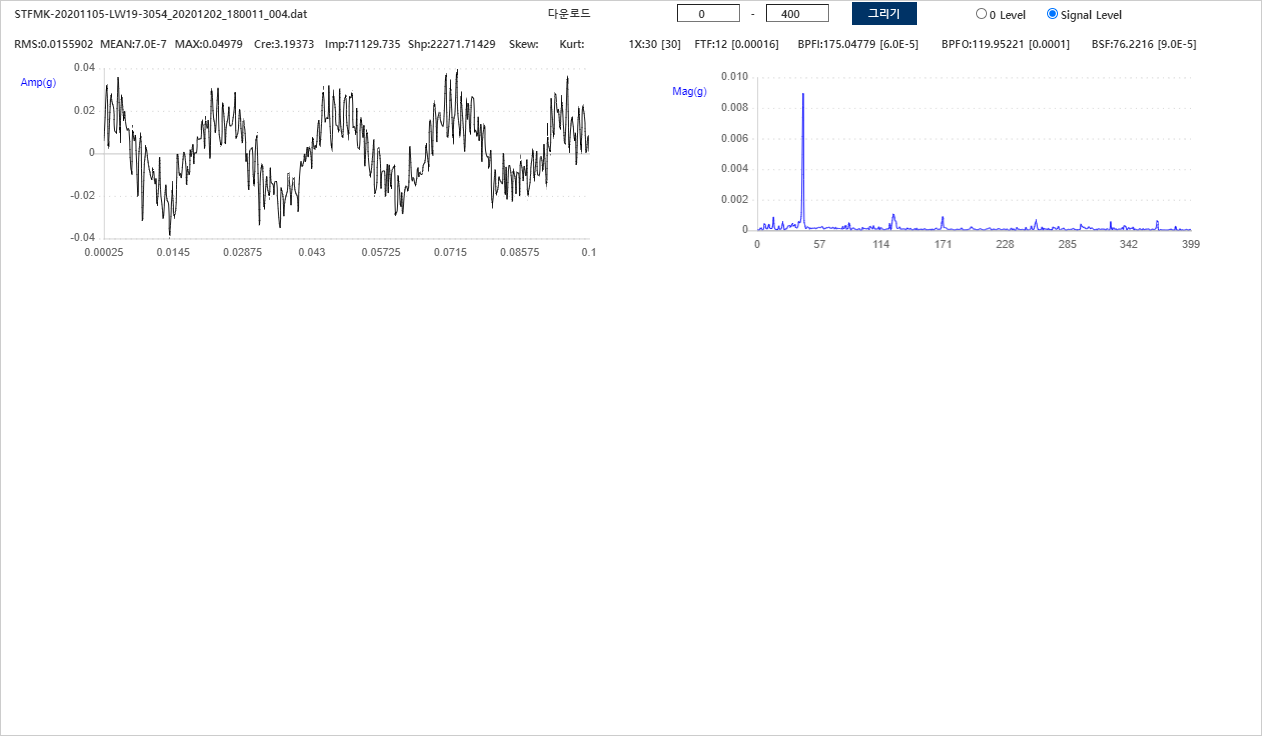 STFMK-20201105-LW19-3054_20201202_180011_004.dat 다운로드 0 - 400 그리기 0 Level Signal Level
RMS:0.0155902 MEAN:7.0E-7 MAX:0.04979 Cre:3.19373 Imp:71129.735 Shp:22271.71429 Skew: Kurt: 1X:30 [30] FTF:12 [0.00016] BPFI:175.04779 [6.0E-5] BPFO:119.95221 [0.0001] BSF:76.2216 [9.0E-5]
Amp(g)
0.04
0.02
0
-0.02
-0.04
0.00025 0.0145 0.02875 0.043 0.05725 0.0715 0.08575 0.1
Mag(g)
0.010
0.008
0.006
0.004
0.002
0
0 57 114 171 228 285 342 399